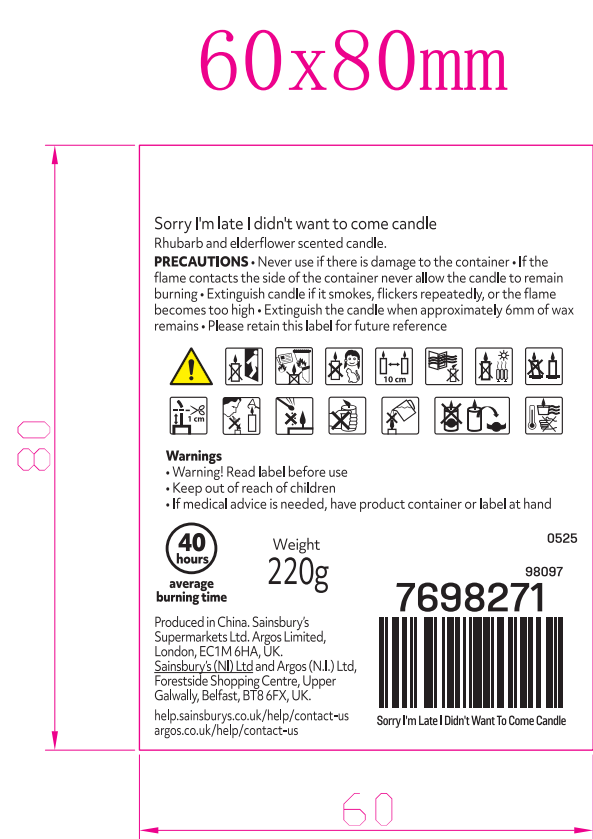 60x80mm
Sorry I'm late I didn't want to come candle
Rhubarb and elderflower scented candle.
PRECAUTIONS • Never use if there is damage to the container • If the
flame contacts the side of the container never allow the candle to remain
burning • Extinguish candle if it smokes, flickers repeatedly, or the flame
becomes too high • Extinguish the candle when approximately 6mm of wax
remains • Please retain this label for future reference
10 cm
1 cm
Warnings
• Warning! Read label before use
• Keep out of reach of children
• If medical advice is needed, have product container or label at hand
40
hours
average
burning time
Weight
220g
0525
98097
7698271
Sorry I'm Late I Didn't Want To Come Candle
Produced in China. Sainsbury's
Supermarkets Ltd. Argos Limited,
London, EC1M 6HA, UK.
Sainsbury's (NI) Ltd and Argos (N.I.) Ltd,
Forestside Shopping Centre, Upper
Galwally, Belfast, BT8 6FX, UK.
help.sainsburys.co.uk/help/contact-us
argos.co.uk/help/contact-us
80
60